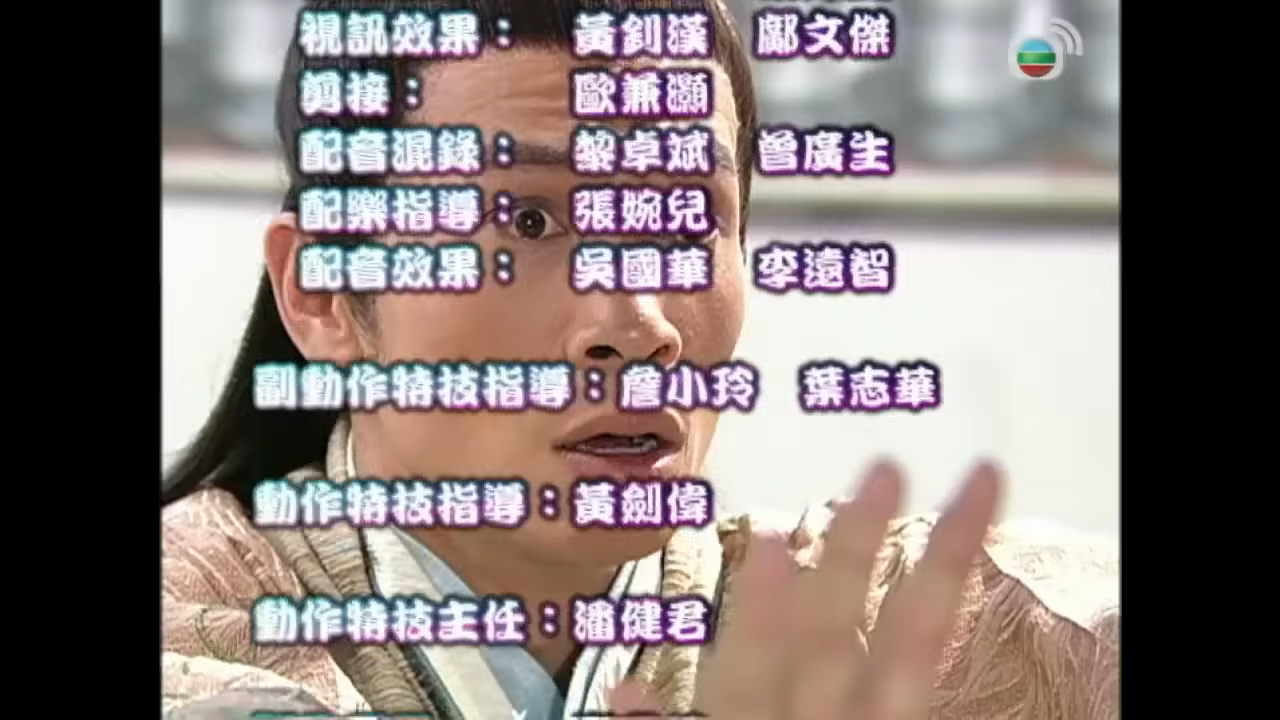 視訊效果： 黃釗漢 鄺文傑
剪接： 歐兼灝
配音混錄： 黎卓斌 曾廣生
配樂指導： 張婉兒
配音效果： 吳國華 李遠智
副動作特技指導：詹小玲 葉志華
動作特技指導：黃劍偉
動作特技主任：潘健君